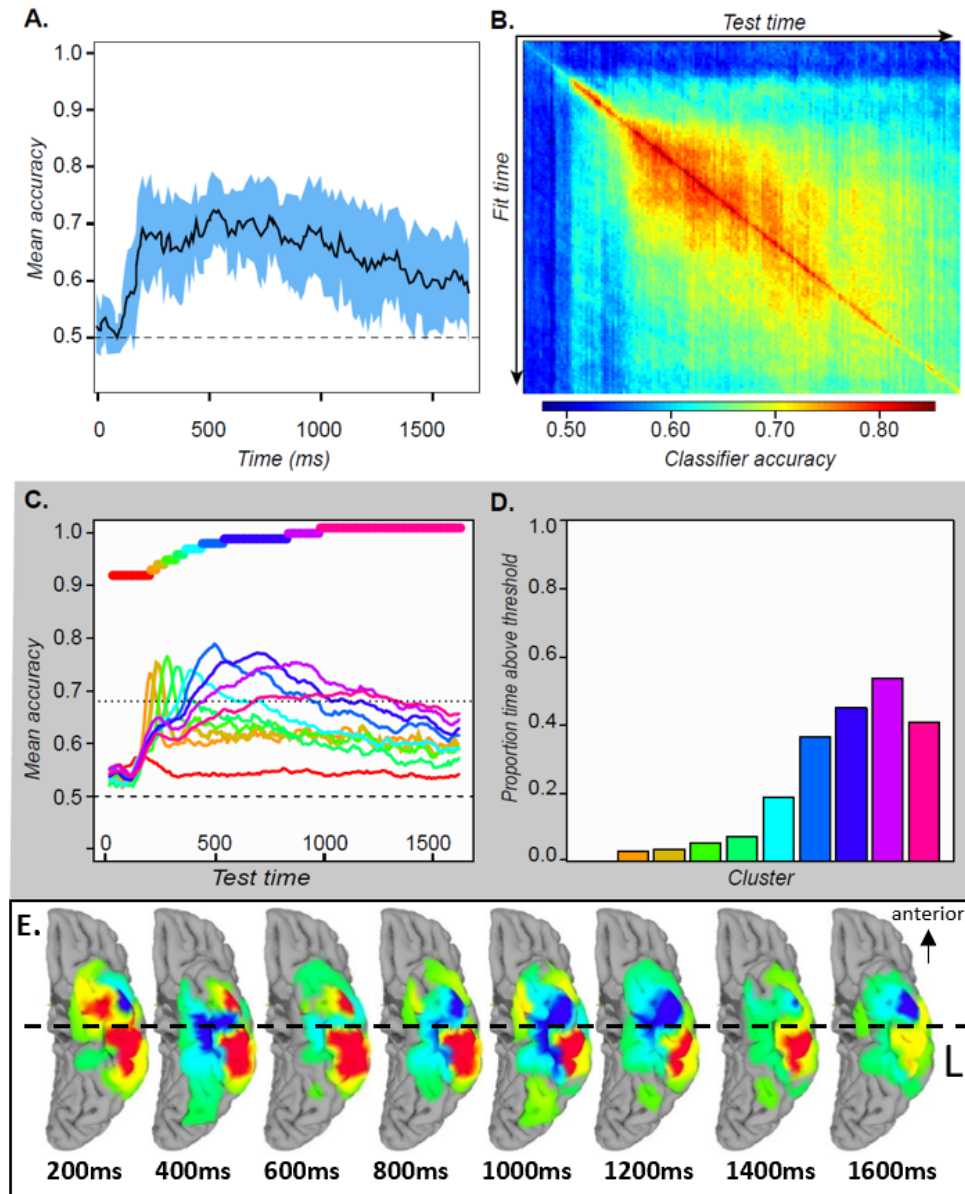 A.
Mean accuracy
1.0
0.9
0.8
0.7
0.6
0.5
0 500 1000 1500
Time (ms)
B.
Test time
Fit time
0.50 0.60 0.70 0.80
Classifier accuracy
C.
Mean accuracy
1.0
0.9
0.8
0.7
0.6
0.5
0 500 1000 1500
Test time
D.
Proportion time above threshold
1.0
0.8
0.6
0.4
0.2
0.0
Cluster
E.
anterior
L
200ms 400ms 600ms 800ms 1000ms 1200ms 1400ms 1600ms